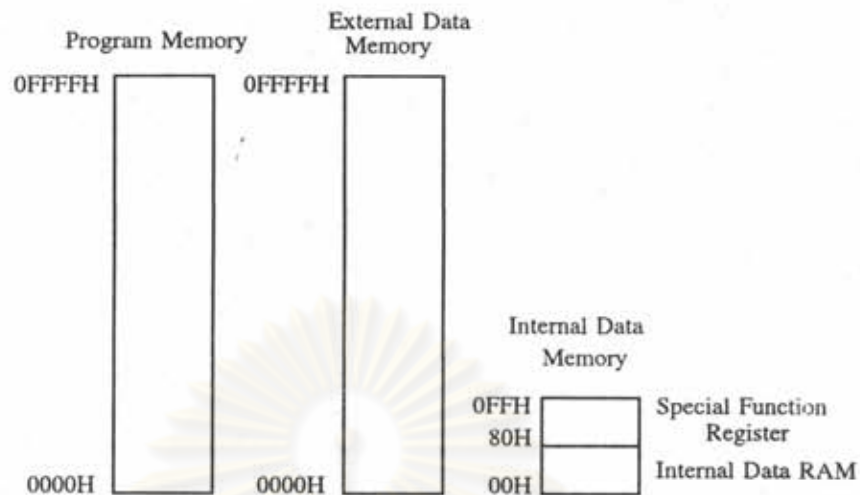 Program Memory
External Data
Memory
0FFFFH
0FFFFH
Internal Data
Memory
0FFH
Special Function
Register
80H
Internal Data RAM
0000H
0000H
00H